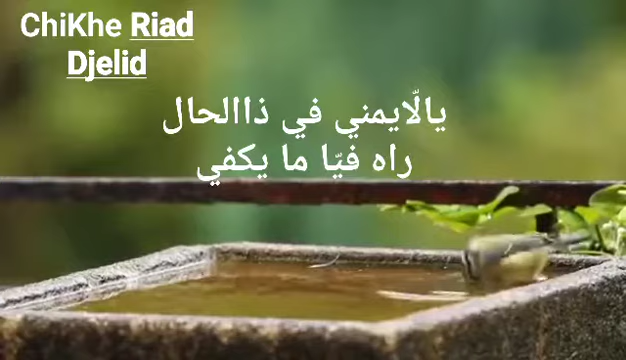 ChiKhe Riad
Djelid
يالّايمني في ذاالحال
راه فيّا ما يكفي